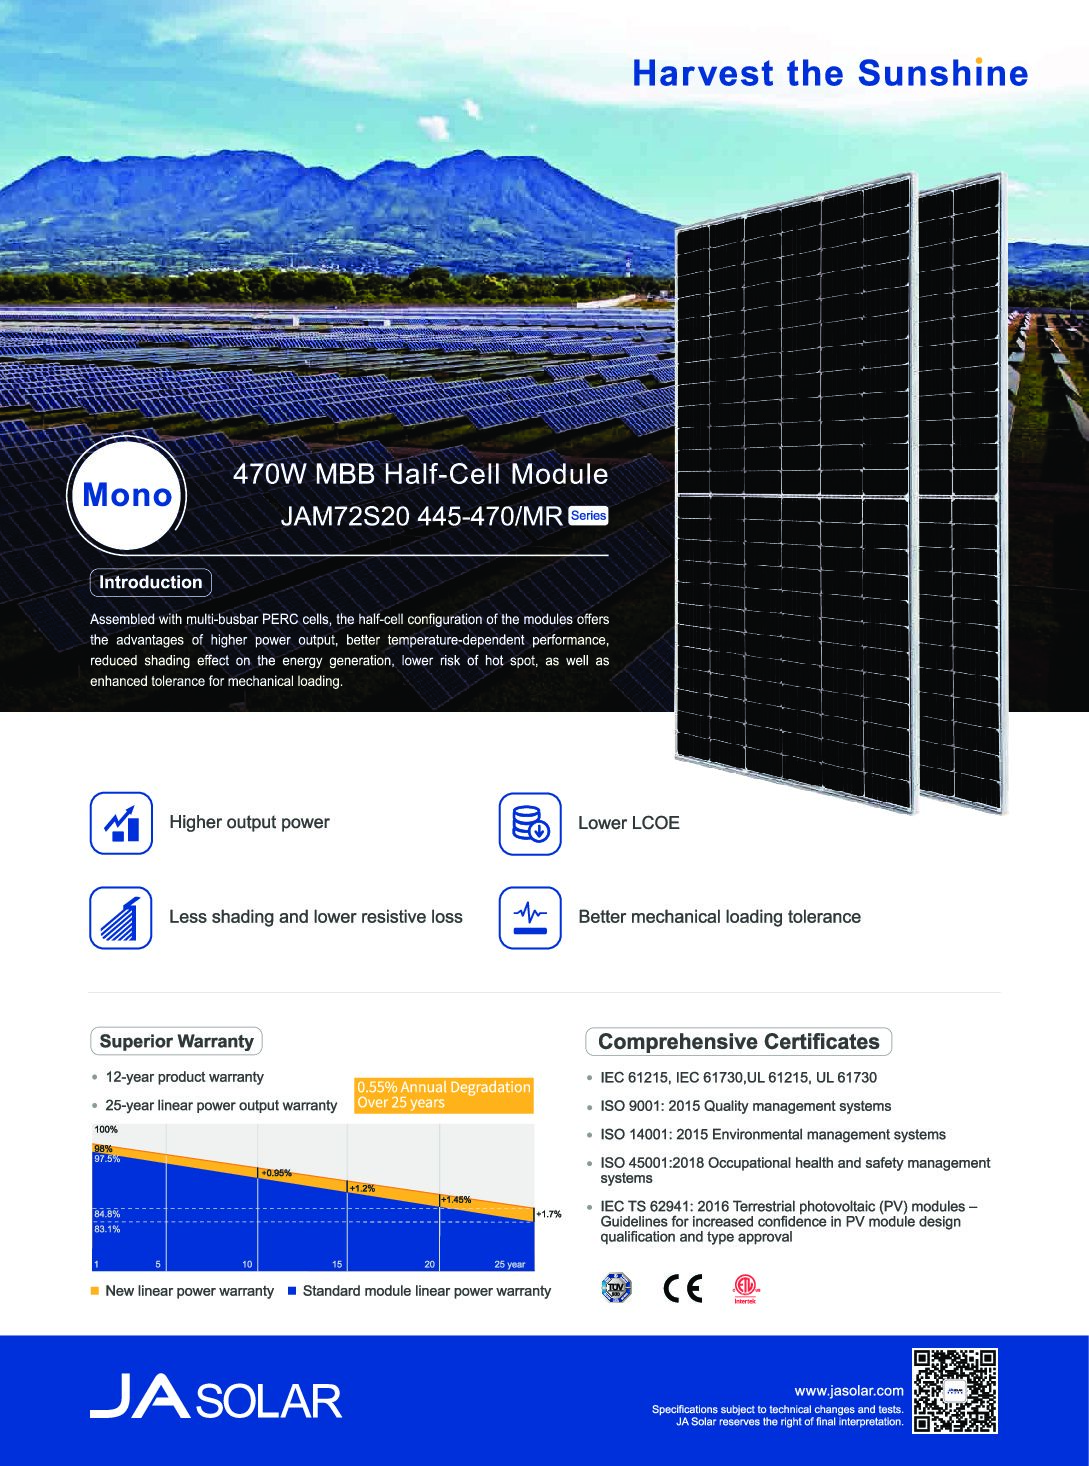 Harvest the Sunshine
470W MBB Half-Cell Module
Mono
JAM72S20 445-470/MR Series
Introduction
Assembled with multi-busbar PERC cells, the half-cell configuration of the modules offers
the advantages of higher power output, better temperature-dependent performance,
reduced shading effect on the energy generation, lower risk of hot spot, as well as
enhanced tolerance for mechanical loading.
Higher output power
Lower LCOE
Less shading and lower resistive loss
Better mechanical loading tolerance
Superior Warranty
12-year product warranty
25-year linear power output warranty
0.55% Annual Degradation
Over 25 years
100%
98%
97.5%
+0.95%
+1.2%
+1.45%
+1.7%
84.8%
83.1%
1 5 10 15 20 25 year
New linear power warranty
Standard module linear power warranty
Comprehensive Certificates
IEC 61215, IEC 61730,UL 61215, UL 61730
ISO 9001: 2015 Quality management systems
ISO 14001: 2015 Environmental management systems
ISO 45001:2018 Occupational health and safety management
systems
IEC TS 62941: 2016 Terrestrial photovoltaic (PV) modules –
Guidelines for increased confidence in PV module design
qualification and type approval
TÜV
CE
ETL
Intertek
JA SOLAR
www.jasolar.com
Specifications subject to technical changes and tests.
JA Solar reserves the right of final interpretation.